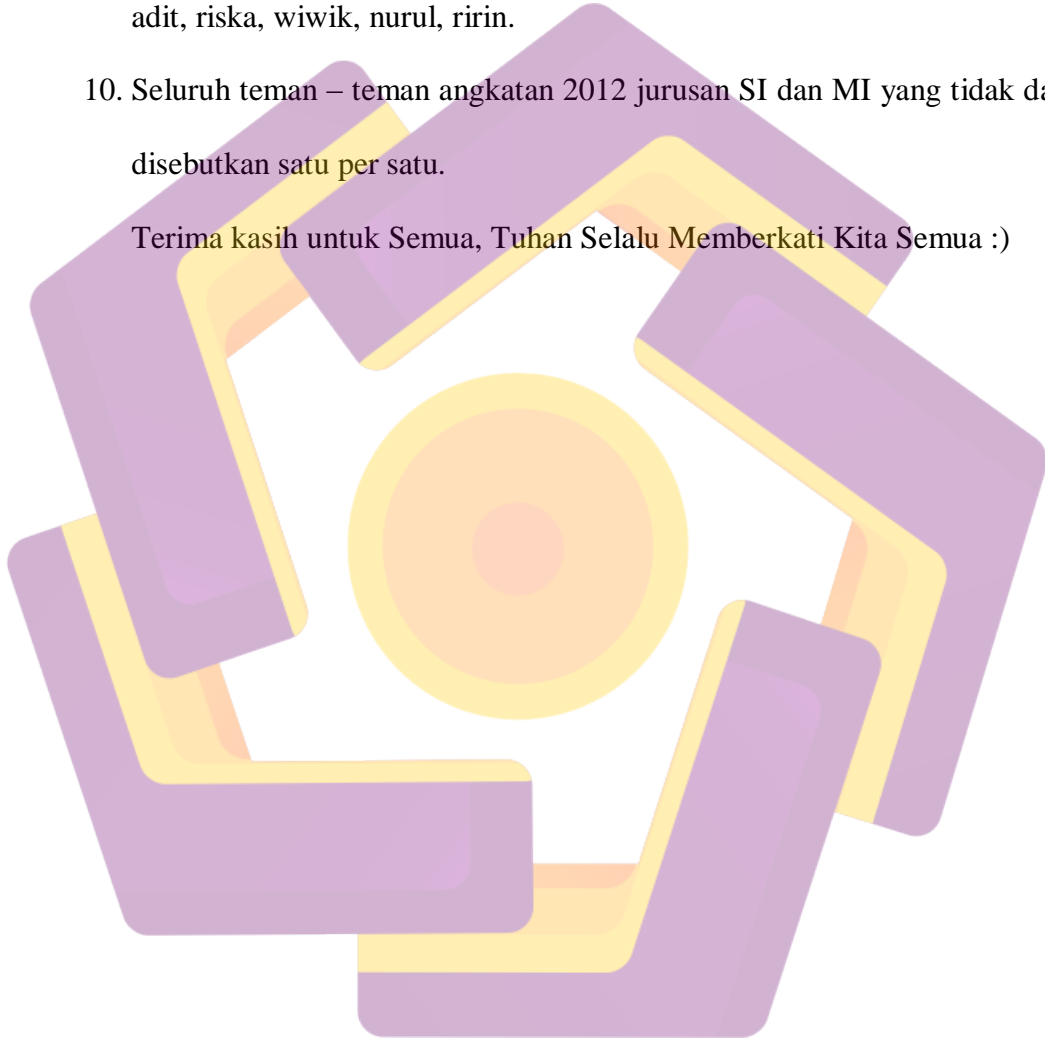 adit, riska, wiwik, nurul, ririn.
10. Seluruh teman – teman angkatan 2012 jurusan SI dan MI yang tidak
disebutkan satu per satu.
Terima kasih untuk Semua, Tuhan Selalu Memberkati Kita Semua :)